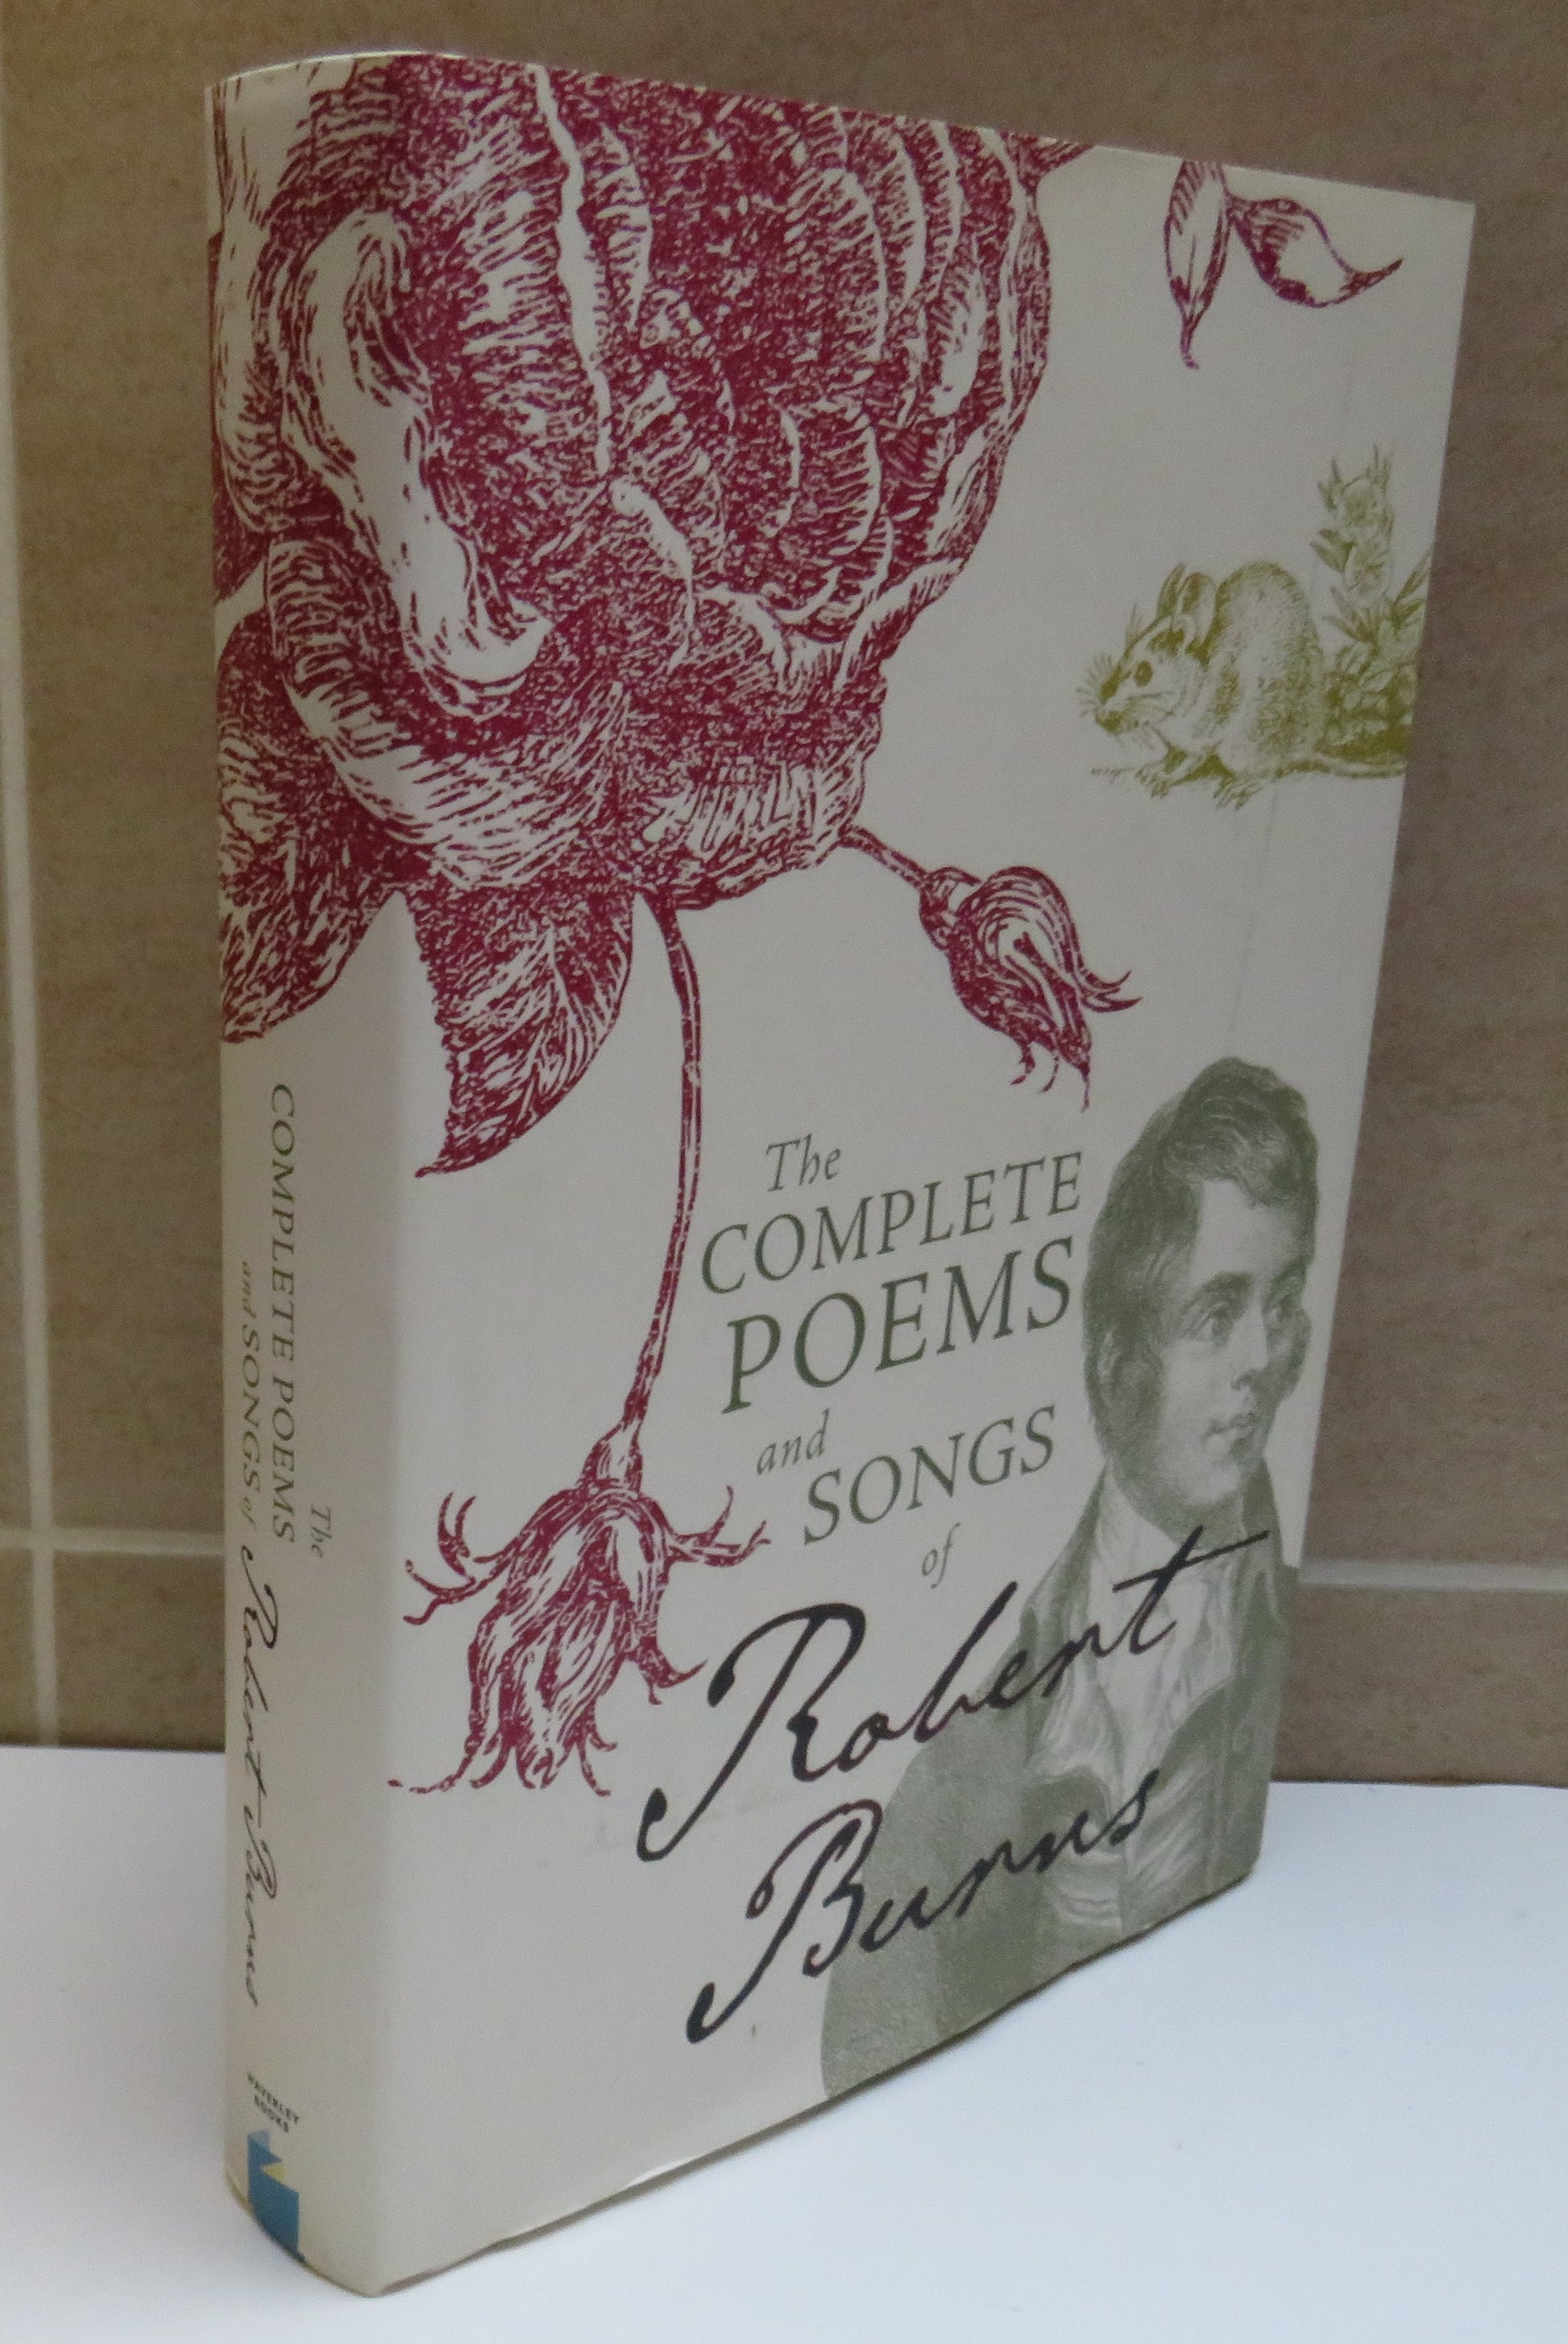 The
COMPLETE
POEMS
and
SONGS
of
Robert
Burns
The
COMPLETE POEMS
and SONGS of Robert Burns
WAVERLEY
BOOKS